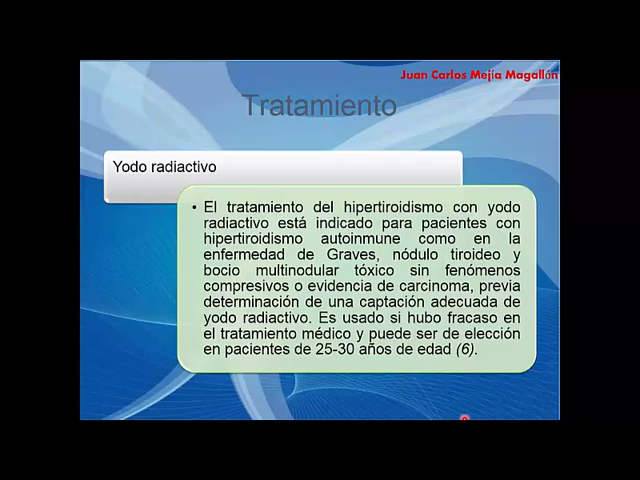 Juan Carlos Mejía Magallón
Tratamiento
Yodo radiactivo
• El tratamiento del hipertiroidismo con yodo
radiactivo está indicado para pacientes con
hipertiroidismo autoinmune como en la
enfermedad de Graves, nódulo tiroideo y
bocio multinodular tóxico sin fenómenos
compresivos o evidencia de carcinoma, previa
determinación de una captación adecuada de
yodo radiactivo. Es usado si hubo fracaso en
el tratamiento médico y puede ser de elección
en pacientes de 25-30 años de edad (6).